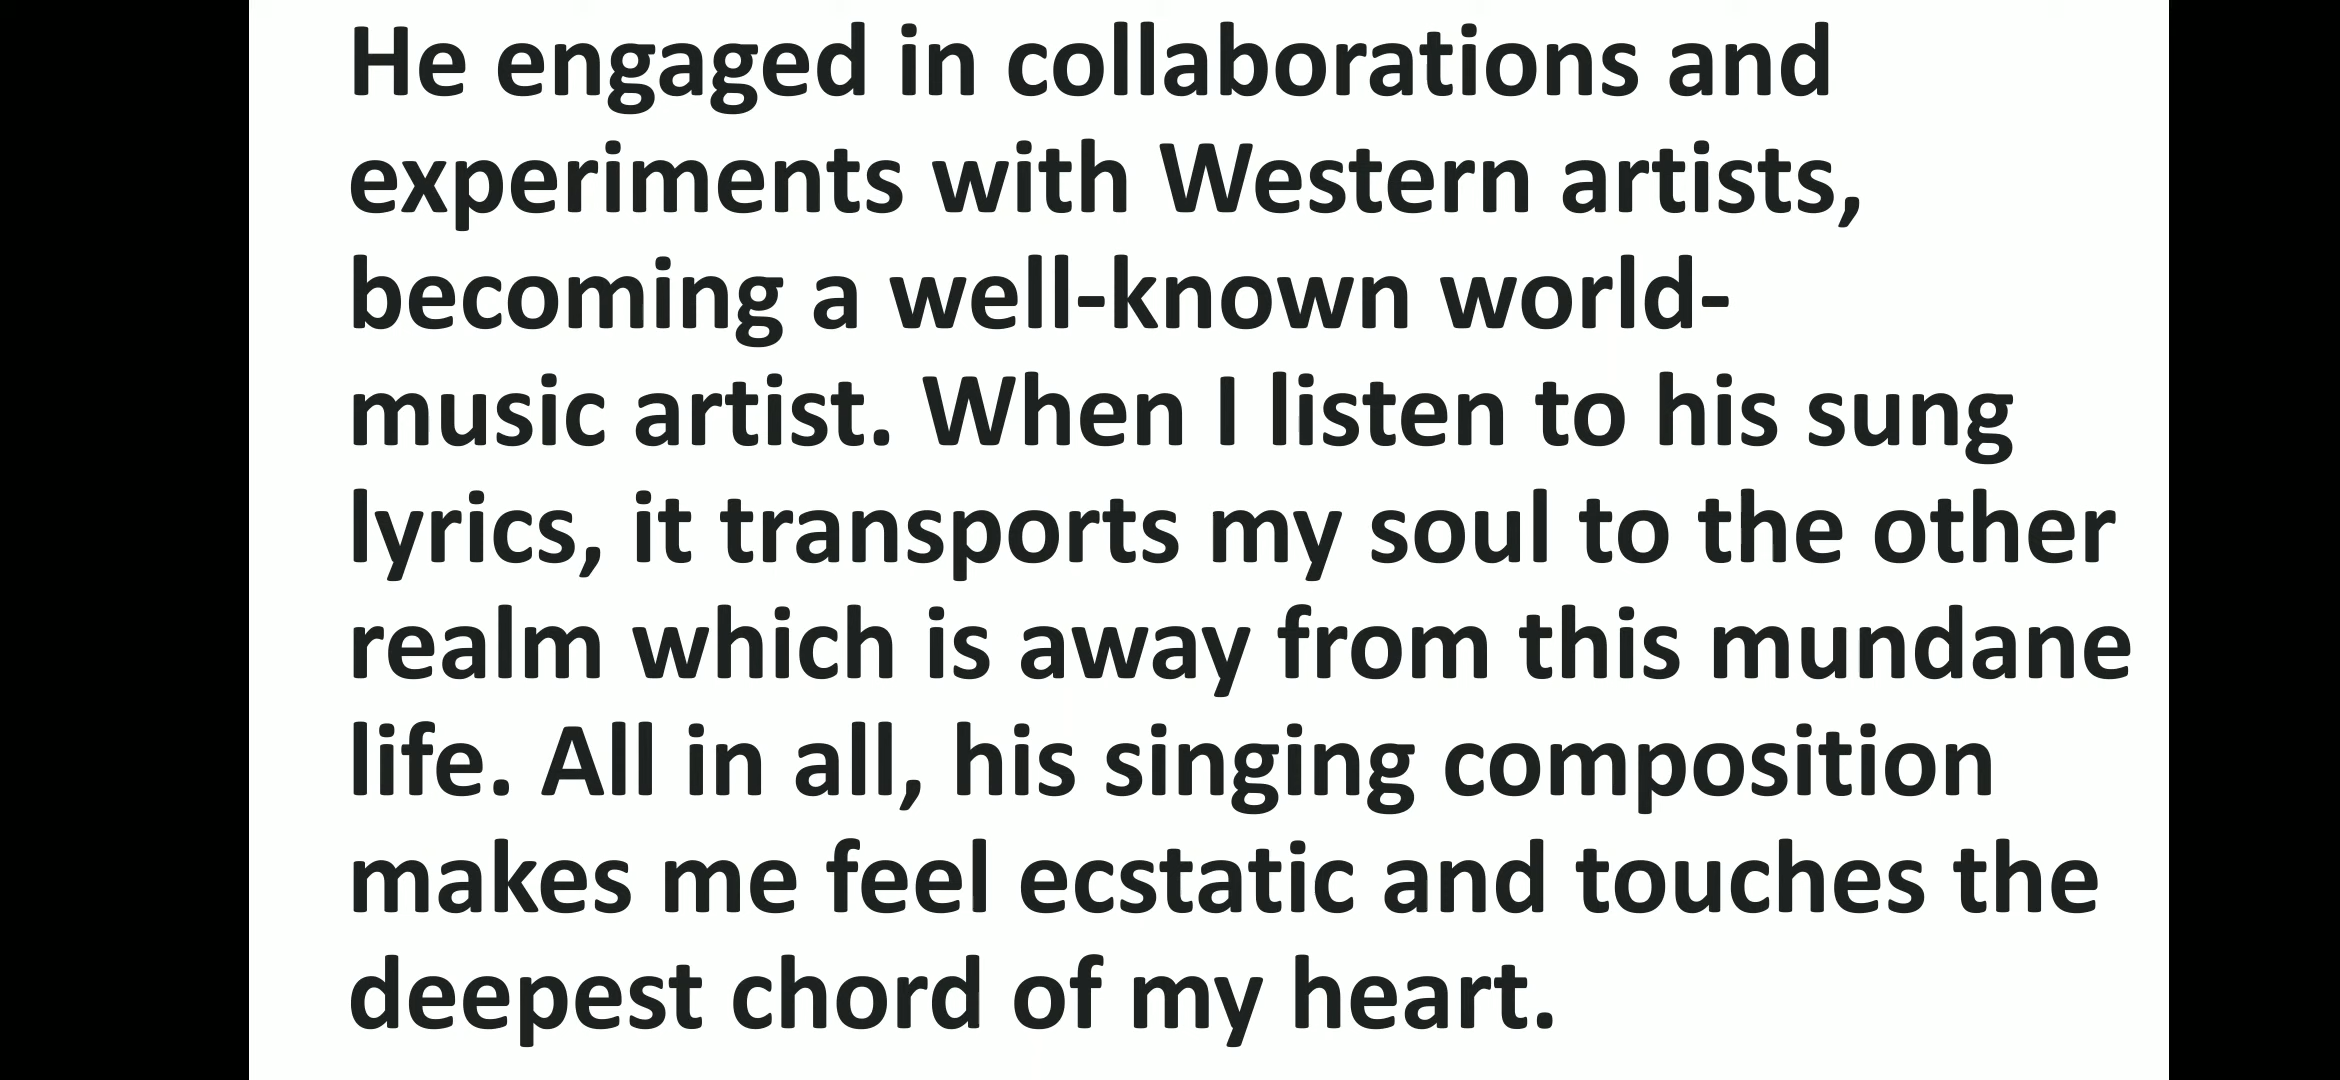 He engaged in collaborations and
experiments with Western artists,
becoming a well-known world-
music artist. When I listen to his sung
lyrics, it transports my soul to the other
realm which is away from this mundane
life. All in all, his singing composition
makes me feel ecstatic and touches the
deepest chord of my heart.